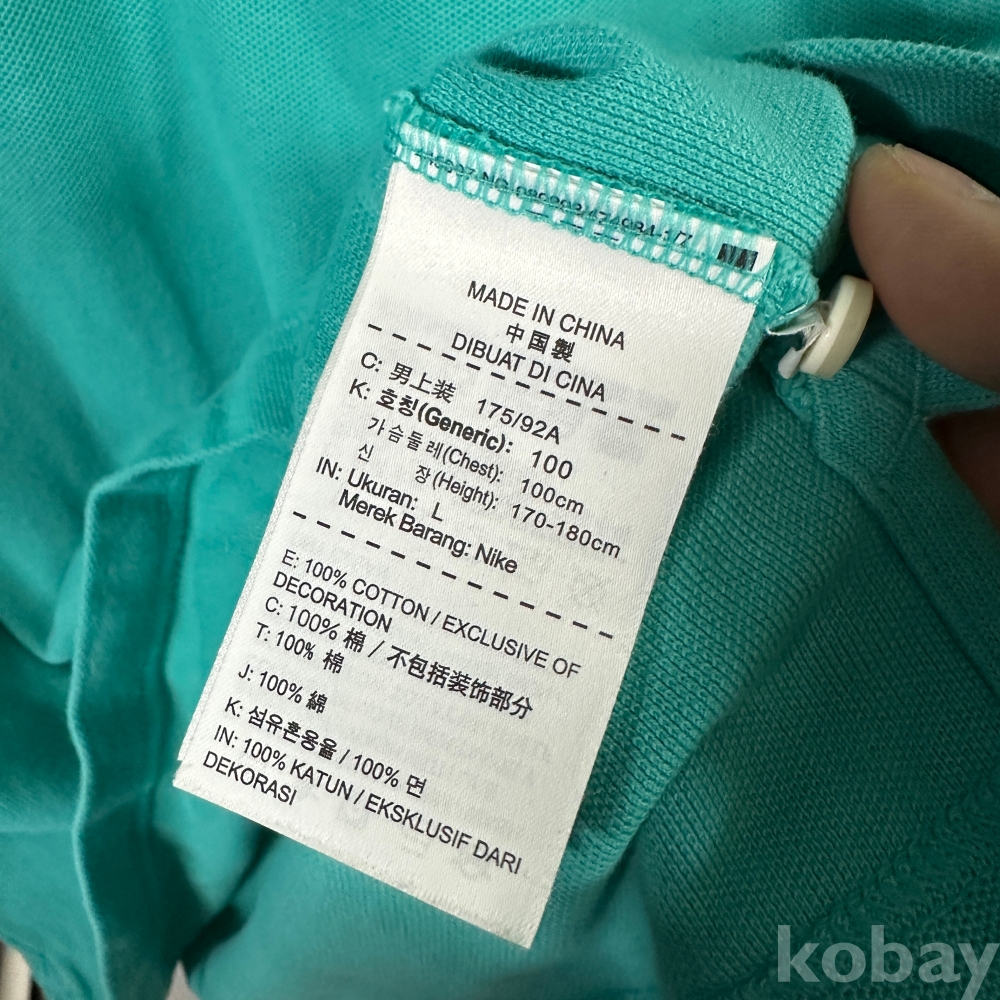 MADE IN CHINA
中国製
DIBUAT DI CINA
C: 男上装 175/92A
K: 호칭(Generic): 100
가슴둘레(Chest): 100cm
신 장(Height): 170-180cm
IN: Ukuran: L
Merek Barang: Nike
E: 100% COTTON / EXCLUSIVE OF
DECORATION
C: 100% 棉 / 不包括装饰部分
T: 100% 棉
J: 100% 綿
K: 섬유혼용율 / 100% 면
IN: 100% KATUN / EKSKLUSIF DARI
DEKORASI
kobay